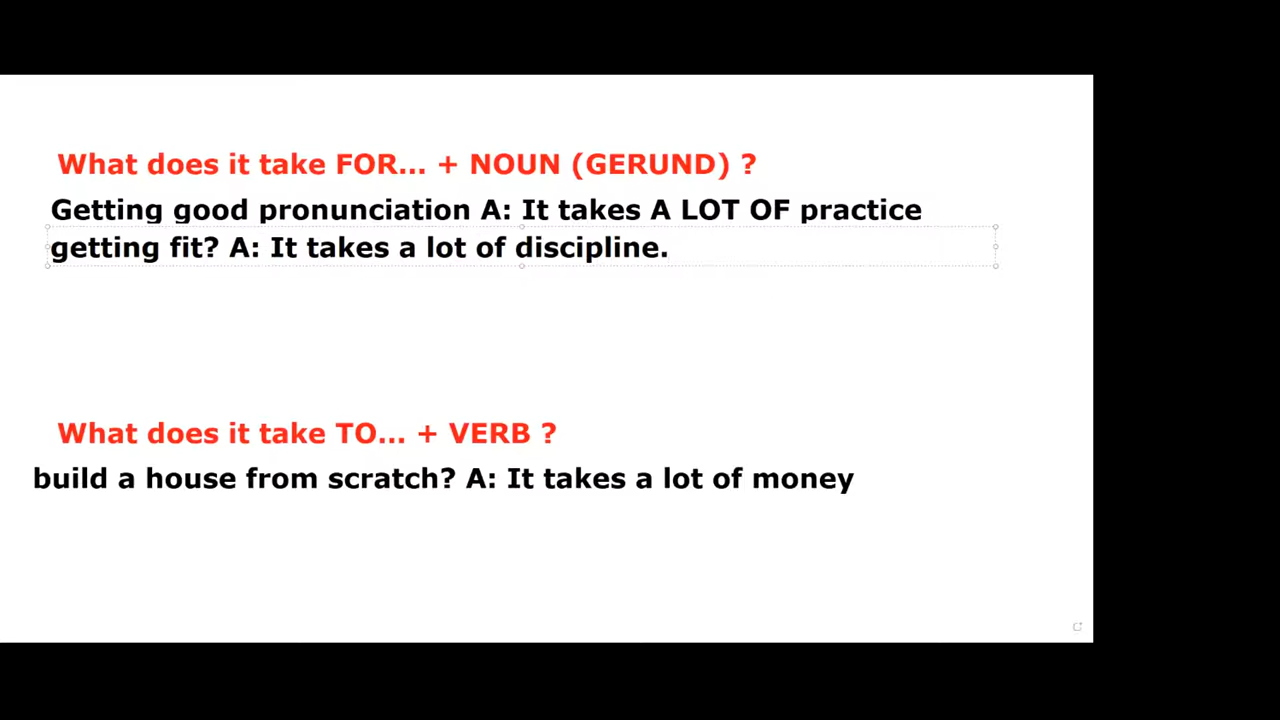 What does it take FOR... + NOUN (GERUND) ?
Getting good pronunciation A: It takes A LOT OF practice
getting fit? A: It takes a lot of discipline.
What does it take TO... + VERB ?
build a house from scratch? A: It takes a lot of money